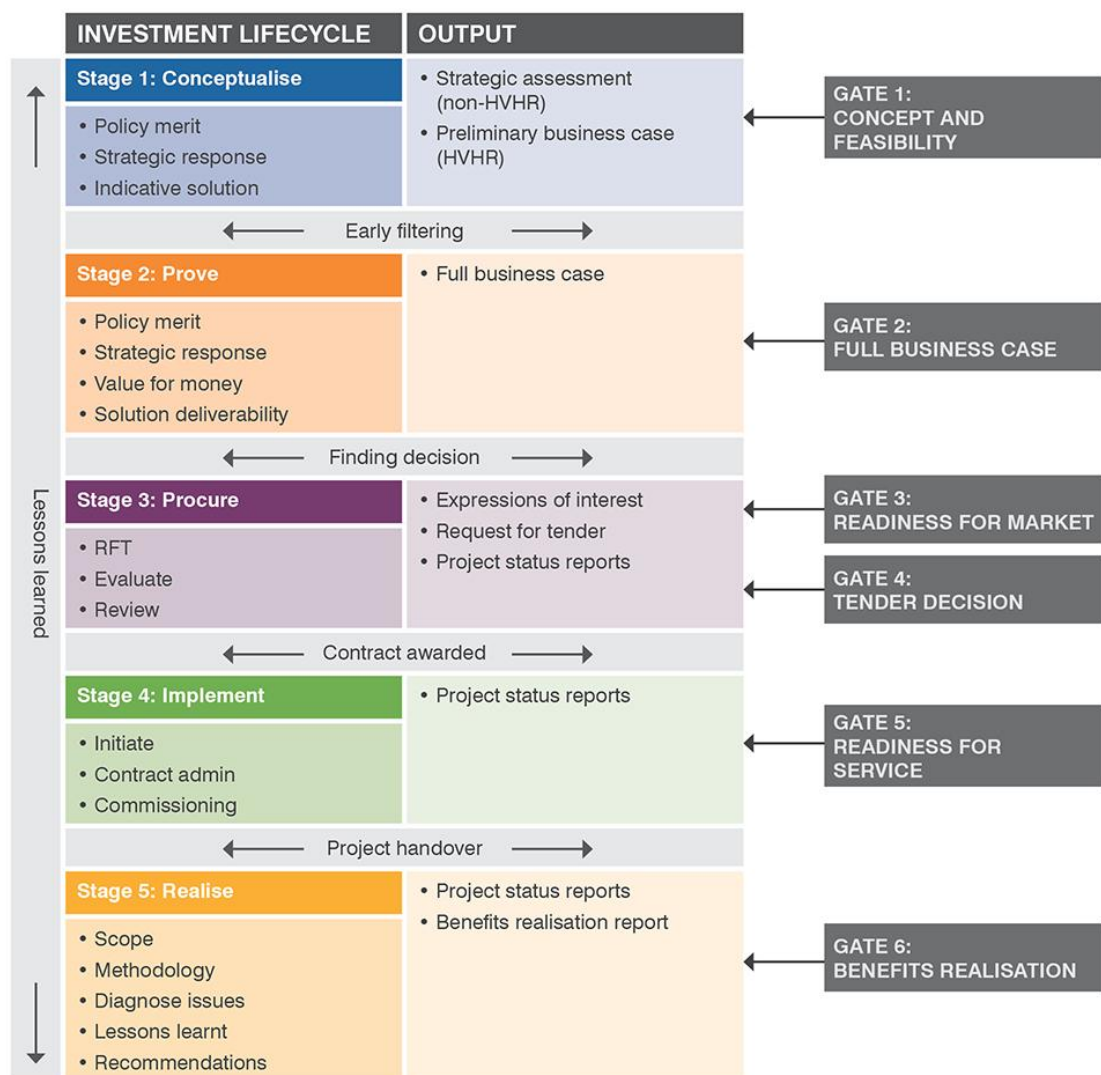 INVESTMENT LIFECYCLE
OUTPUT
Stage 1: Conceptualise
• Policy merit
• Strategic response
• Indicative solution
• Strategic assessment
(non-HVHR)
• Preliminary business case
(HVHR)
GATE 1:
CONCEPT AND
FEASIBILITY
Early filtering
Stage 2: Prove
• Policy merit
• Strategic response
• Value for money
• Solution deliverability
• Full business case
GATE 2:
FULL BUSINESS CASE
Finding decision
Stage 3: Procure
• RFT
• Evaluate
• Review
• Expressions of interest
• Request for tender
• Project status reports
GATE 3:
READINESS FOR MARKET
GATE 4:
TENDER DECISION
Contract awarded
Stage 4: Implement
• Initiate
• Contract admin
• Commissioning
• Project status reports
GATE 5:
READINESS FOR
SERVICE
Project handover
Stage 5: Realise
• Scope
• Methodology
• Diagnose issues
• Lessons learnt
• Recommendations
• Project status reports
• Benefits realisation report
GATE 6:
BENEFITS REALISATION
Lessons learned